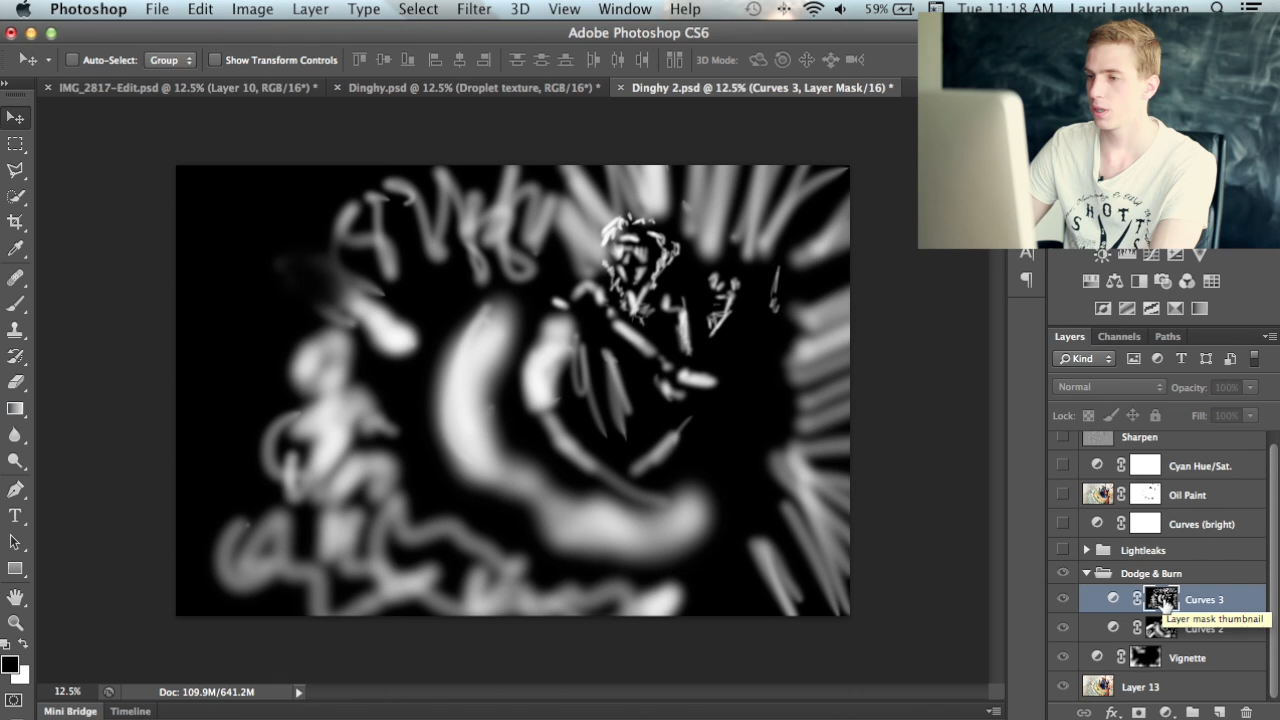 Photoshop File Edit Image Layer Type Select Filter 3D View Window Help 59% Tue 11:18 AM Lauri Laukkanen
Adobe Photoshop CS6
Auto-Select: Group Show Transform Controls 3D Mode:
IMG_2817-Edit.psd @ 12.5% (Layer 10, RGB/16*) * Dinghy.psd @ 12.5% (Droplet texture, RGB/16*) * Dinghy 2.psd @ 12.5% (Curves 3, Layer Mask/16) *
SHOTS
Layers Channels Paths
Kind
Normal Opacity: 100%
Lock: Fill: 100%
Sharpen
Cyan Hue/Sat.
Oil Paint
Curves (bright)
Lightleaks
Dodge & Burn
Curves 3
Layer mask thumbnail
Curves 2
Vignette
Layer 13
12.5% Doc: 109.9M/641.2M
Mini Bridge Timeline